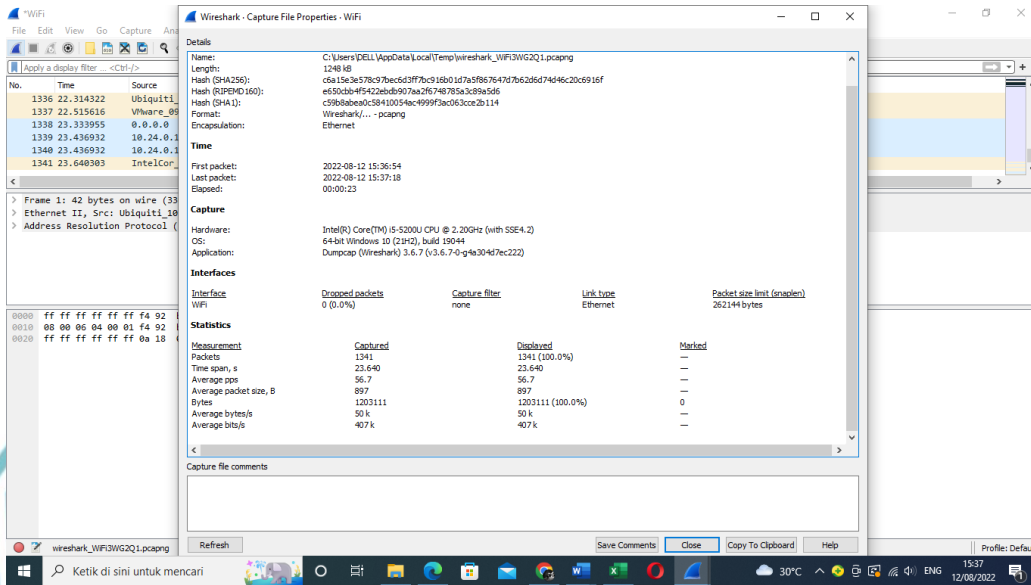 *WiFi
File Edit View Go Capture Ana
Apply a display filter ... <Ctrl-/>
No. Time Source
1336 22.314322 Ubiquiti_
1337 22.515616 VMware_09
1338 23.333955 0.0.0.0
1339 23.436932 10.24.0.1
1340 23.436932 10.24.0.1
1341 23.640303 IntelCor_
Frame 1: 42 bytes on wire (33
Ethernet II, Src: Ubiquiti_10
Address Resolution Protocol (
0000 ff ff ff ff ff ff f4 92
0010 08 00 06 04 00 01 f4 92
0020 ff ff ff ff ff ff 0a 18
wireshark_WiFi3WG2Q1.pcapng
Profile: Defau
Wireshark · Capture File Properties · WiFi
Details
Name: C:\Users\DELL\AppData\Local\Temp\wireshark_WiFi3WG2Q1.pcapng
Length: 1248 kB
Hash (SHA256): c6a15e3e578c97bec6d3ff7bc916b01d7a5f867647d7b62d6d74d46c20c6916f
Hash (RIPEMD160): e650cbb4f5422ebdb907aa2f6748785a3c89a5d6
Hash (SHA1): c59b8abea0c58410054ac4999f3ac063cce2b114
Format: Wireshark/... - pcapng
Encapsulation: Ethernet
Time
First packet: 2022-08-12 15:36:54
Last packet: 2022-08-12 15:37:18
Elapsed: 00:00:23
Capture
Hardware: Intel(R) Core(TM) i5-5200U CPU @ 2.20GHz (with SSE4.2)
OS: 64-bit Windows 10 (21H2), build 19044
Application: Dumpcap (Wireshark) 3.6.7 (v3.6.7-0-g4a304d7ec222)
Interfaces
Interface Dropped packets Capture filter Link type Packet size limit (snaplen)
WiFi 0 (0.0%) none Ethernet 262144 bytes
Statistics
Measurement Captured Displayed Marked
Packets 1341 1341 (100.0%) —
Time span, s 23.640 23.640 —
Average pps 56.7 56.7 —
Average packet size, B 897 897 —
Bytes 1203111 1203111 (100.0%) 0
Average bytes/s 50 k 50 k —
Average bits/s 407 k 407 k —
Capture file comments
Refresh Save Comments Close Copy To Clipboard Help
Ketik di sini untuk mencari
30°C ENG 15:37
12/08/2022